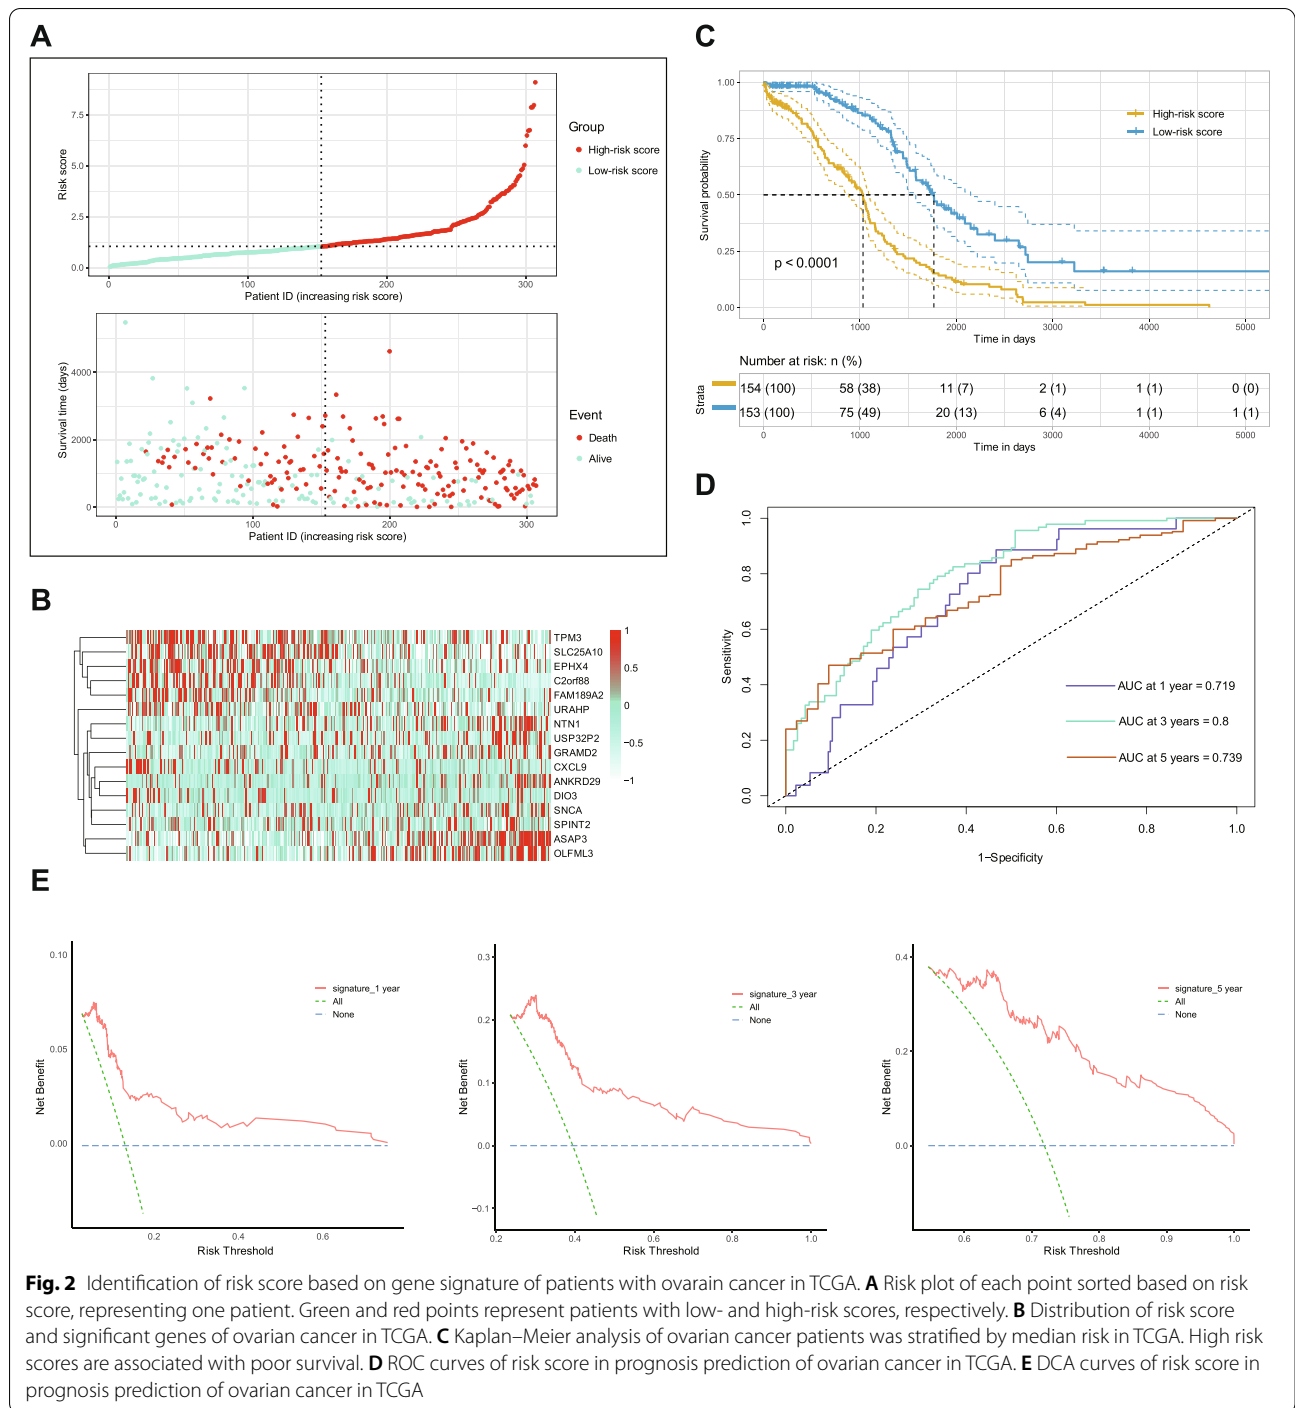 A
Risk score
7.5
5.0
2.5
0.0
0
100
200
300
Patient ID (increasing risk score)
Group
High-risk score
Low-risk score
Survival time (days)
4000
2000
0
0
100
200
300
Patient ID (increasing risk score)
Event
Death
Alive
B
TPM3
SLC25A10
EPHX4
C2orf88
FAM189A2
URAHP
NTN1
USP32P2
GRAMD2
CXCL9
ANKRD29
DIO3
SNCA
SPINT2
ASAP3
OLFML3
1
0.5
0
−0.5
−1
C
Survival probability
1.00
0.75
0.50
0.25
0.00
p < 0.0001
High-risk score
Low-risk score
0
1000
2000
3000
4000
5000
Time in days
Number at risk: n (%)
Strata
154 (100)
58 (38)
11 (7)
2 (1)
1 (1)
0 (0)
153 (100)
75 (49)
20 (13)
6 (4)
1 (1)
1 (1)
0
1000
2000
3000
4000
5000
Time in days
D
Sensitivity
1.0
0.8
0.6
0.4
0.2
0.0
AUC at 1 year = 0.719
AUC at 3 years = 0.8
AUC at 5 years = 0.739
0.0
0.2
0.4
0.6
0.8
1.0
1−Specificity
E
Net Benefit
0.10
0.05
0.00
signature_1 year
All
None
0.2
0.4
0.6
Risk Threshold
Net Benefit
0.3
0.2
0.1
0.0
−0.1
signature_3 year
All
None
0.2
0.4
0.6
0.8
1.0
Risk Threshold
Net Benefit
0.4
0.2
0.0
signature_5 year
All
None
0.6
0.7
0.8
0.9
1.0
Risk Threshold
Fig. 2 Identification of risk score based on gene signature of patients with ovarain cancer in TCGA. A Risk plot of each point sorted based on risk
score, representing one patient. Green and red points represent patients with low- and high-risk scores, respectively. B Distribution of risk score
and significant genes of ovarian cancer in TCGA. C Kaplan–Meier analysis of ovarian cancer patients was stratified by median risk in TCGA. High risk
scores are associated with poor survival. D ROC curves of risk score in prognosis prediction of ovarian cancer in TCGA. E DCA curves of risk score in
prognosis prediction of ovarian cancer in TCGA